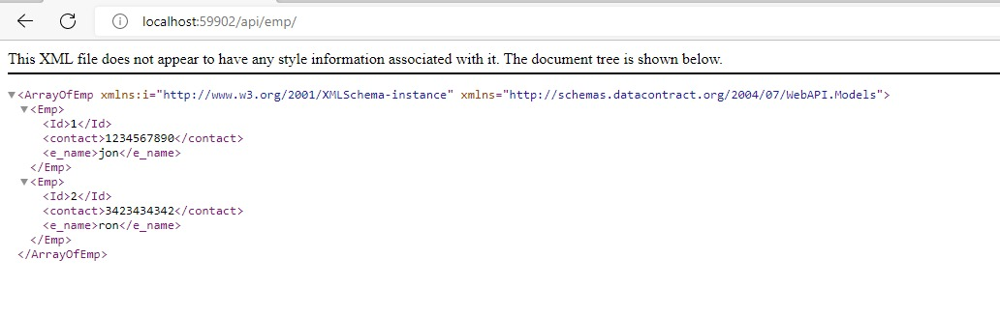 localhost:59902/api/emp/
This XML file does not appear to have any style information associated with it. The document tree is shown below.
▼<ArrayOfEmp xmlns:i="http://www.w3.org/2001/XMLSchema-instance" xmlns="http://schemas.datacontract.org/2004/07/WebAPI.Models">
▼<Emp>
<Id>1</Id>
<contact>1234567890</contact>
<e_name>jon</e_name>
</Emp>
▼<Emp>
<Id>2</Id>
<contact>3423434342</contact>
<e_name>ron</e_name>
</Emp>
</ArrayOfEmp>